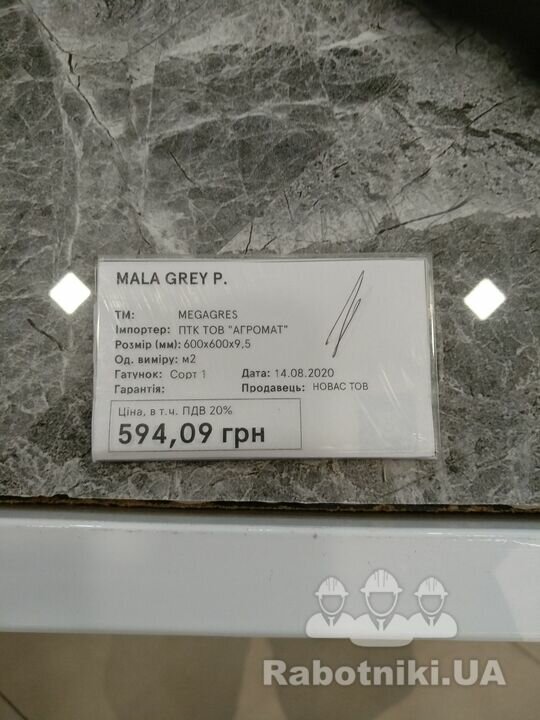 MALA GREY P.
ТМ: MEGAGRES
Імпортер: ПТК ТОВ "АГРОМАТ"
Розмір (мм): 600x600x9,5
Од. виміру: м2
Гатунок: Сорт 1 Дата: 14.08.2020
Гарантія: Продавець: НОВАС ТОВ
Ціна, в т.ч. ПДВ 20%
594,09 грн
Rabotniki.UA